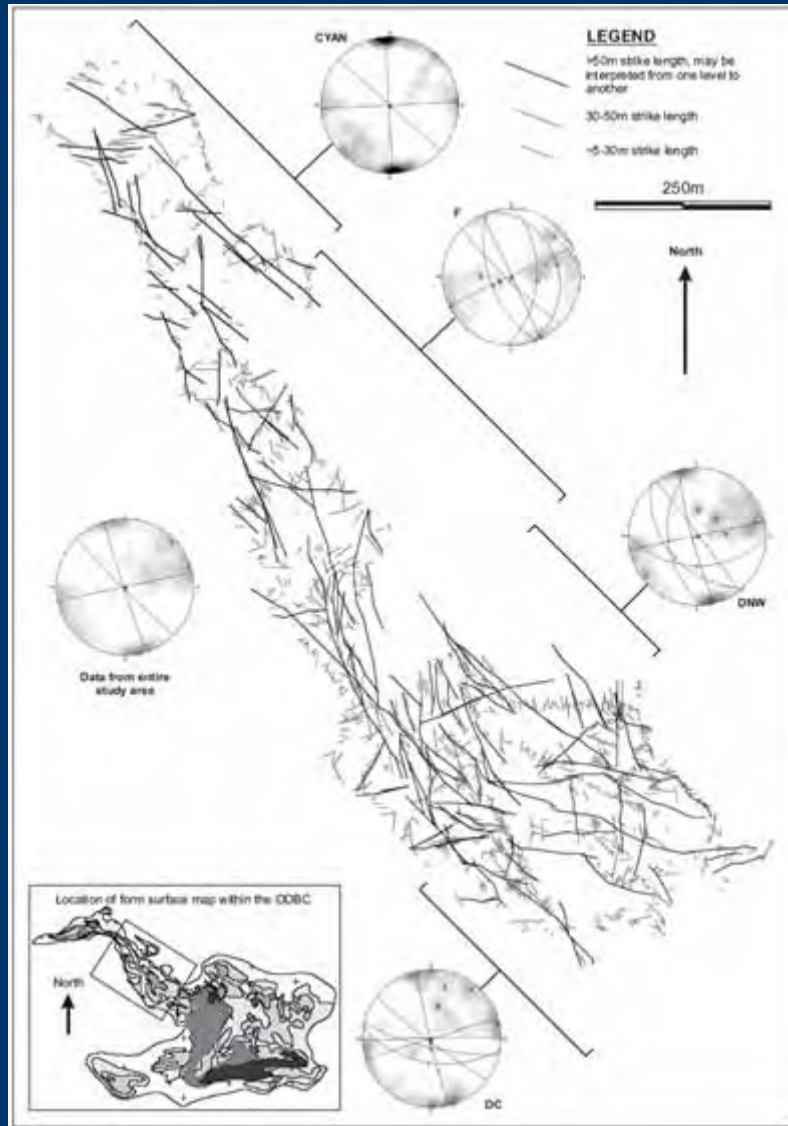 CYAN
LEGEND
>50m strike length, may be
interpreted from one level to
another
30-50m strike length
~5-30m strike length
250m
F
North
DNW
Data from entire
study area
Location of form surface map within the ODBC
North
DC